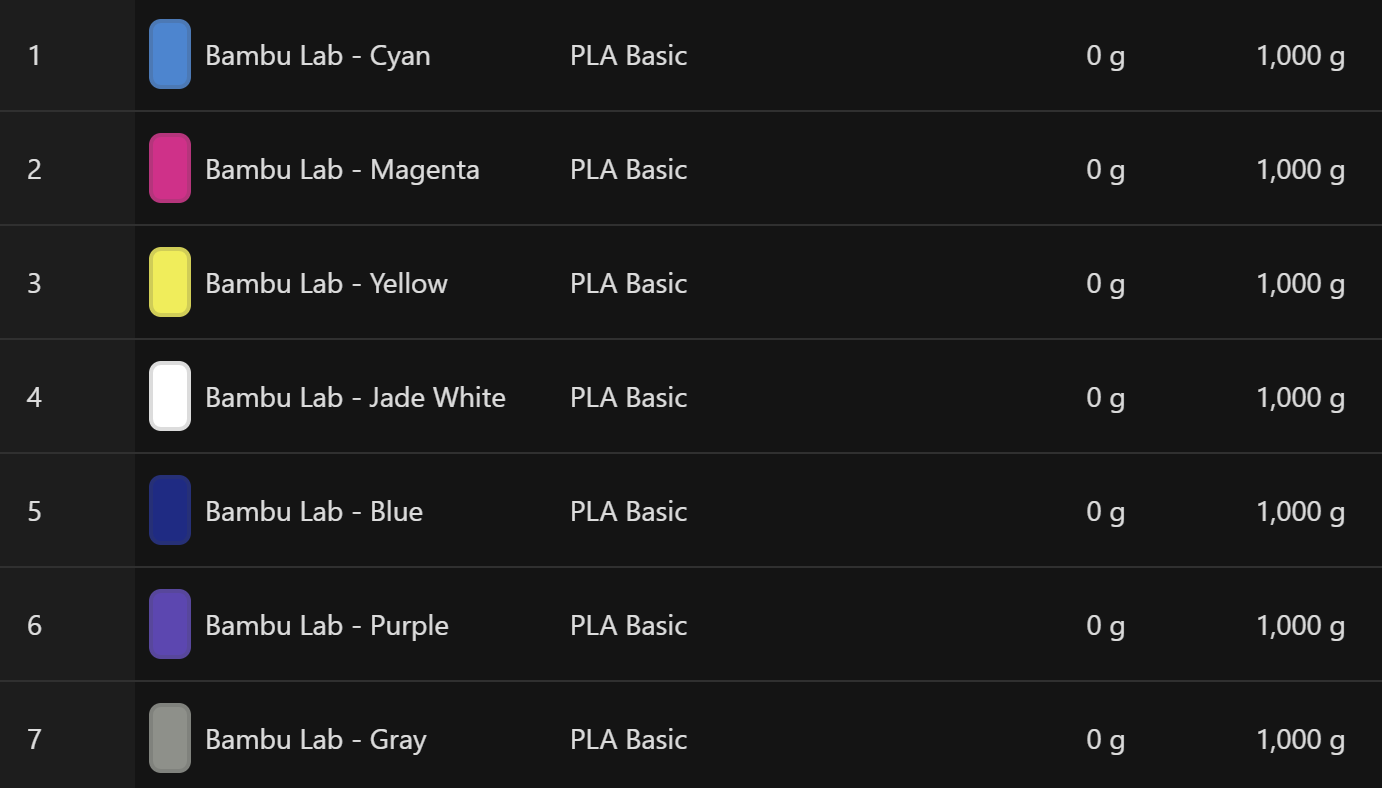 1 Bambu Lab - Cyan PLA Basic 0 g 1,000 g
2 Bambu Lab - Magenta PLA Basic 0 g 1,000 g
3 Bambu Lab - Yellow PLA Basic 0 g 1,000 g
4 Bambu Lab - Jade White PLA Basic 0 g 1,000 g
5 Bambu Lab - Blue PLA Basic 0 g 1,000 g
6 Bambu Lab - Purple PLA Basic 0 g 1,000 g
7 Bambu Lab - Gray PLA Basic 0 g 1,000 g